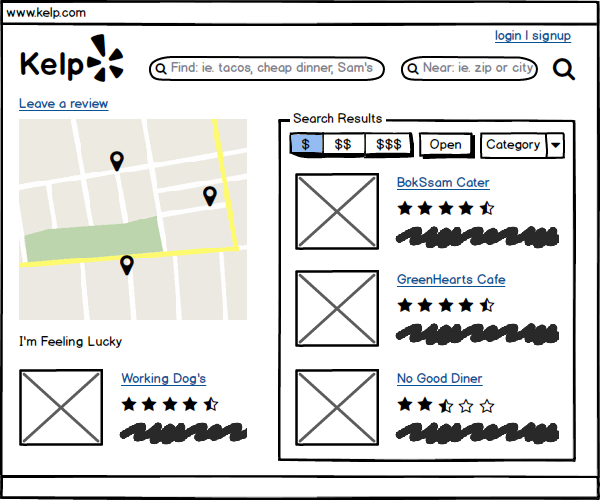 www.kelp.com
login | signup
Kelp
Find: ie. tacos, cheap dinner, Sam's
Near: ie. zip or city
Leave a review
Search Results
$ $$ $$$ Open Category
BokSsam Cater
GreenHearts Cafe
I'm Feeling Lucky
Working Dog's
No Good Diner